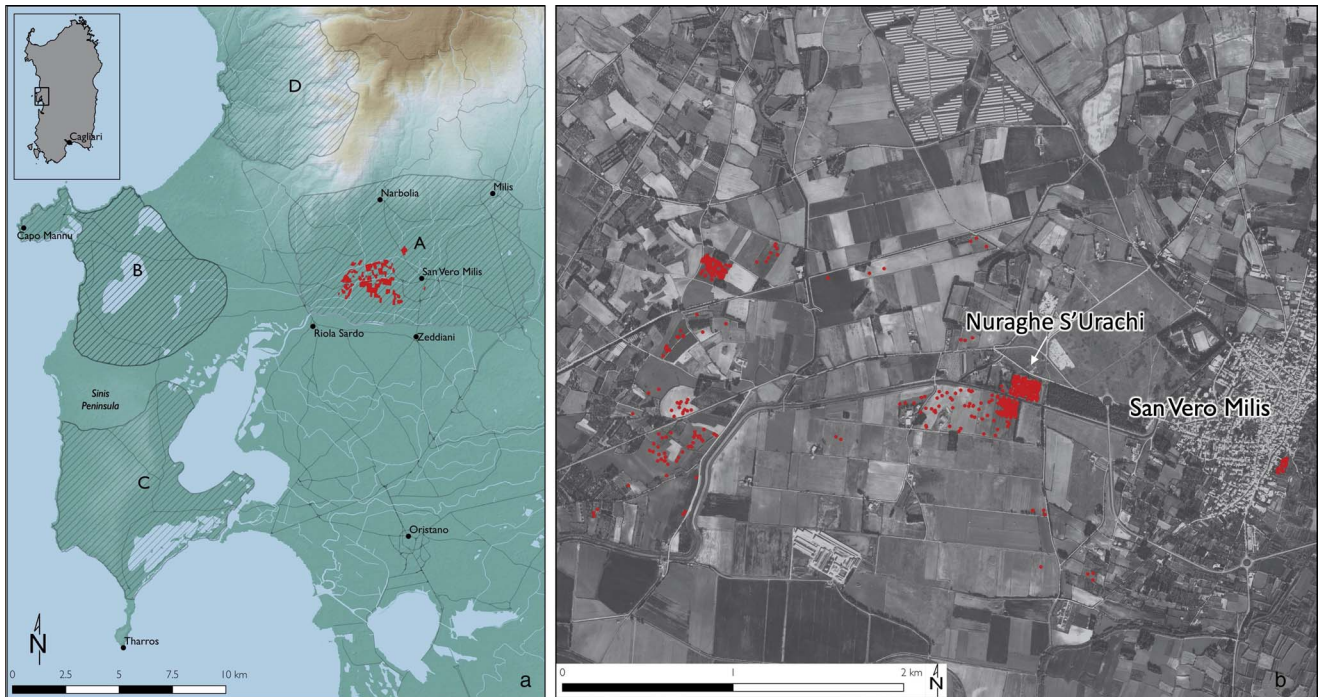 Cagliari
D
Narbolia
Milis
A
San Vero Milis
Capo Mannu
B
Riola Sardo
Zeddiani
Sinis
Peninsula
C
Oristano
Tharros
N
0 2.5 5 7.5 10 km
a
Nuraghe S'Urachi
San Vero Milis
0 1 2 km
N
b